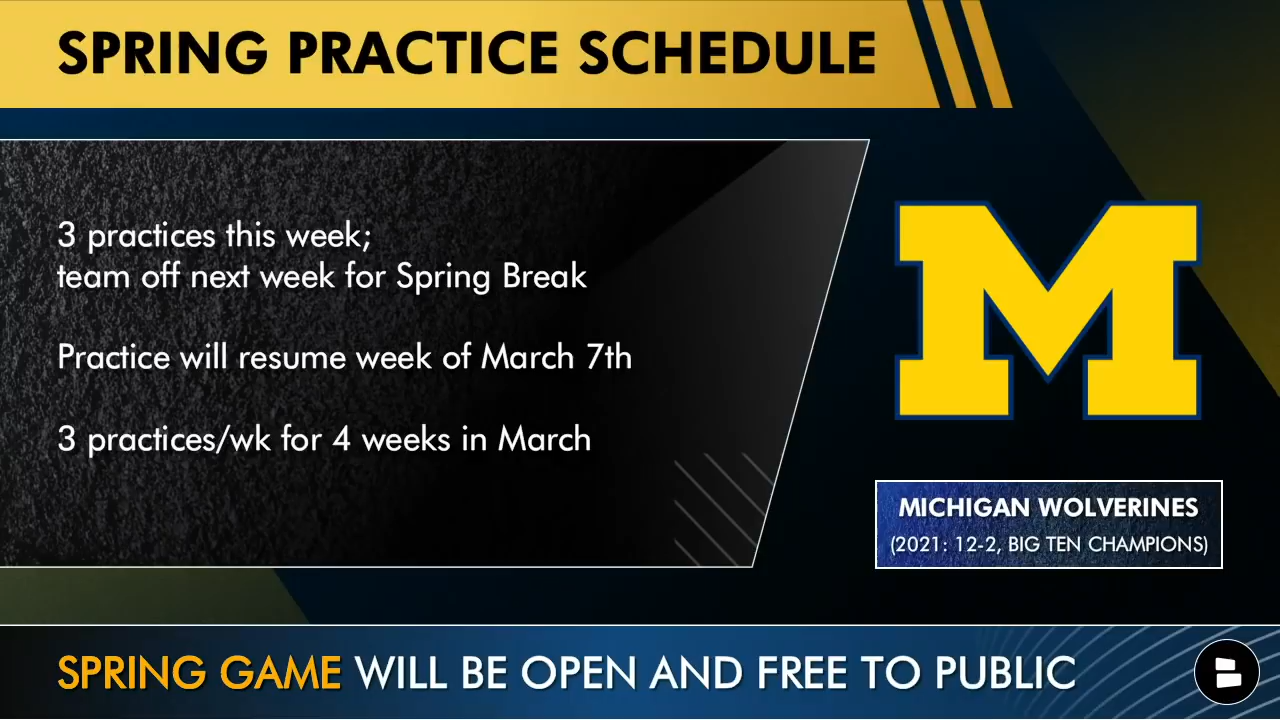 SPRING PRACTICE SCHEDULE
3 practices this week;
team off next week for Spring Break
Practice will resume week of March 7th
3 practices/wk for 4 weeks in March
M
MICHIGAN WOLVERINES
(2021: 12-2, BIG TEN CHAMPIONS)
SPRING GAME WILL BE OPEN AND FREE TO PUBLIC